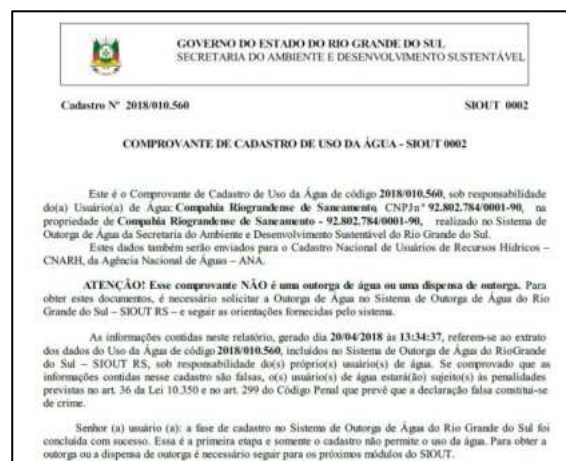 GOVERNO DO ESTADO DO RIO GRANDE DO SUL
SECRETARIA DO AMBIENTE E DESENVOLVIMENTO SUSTENTÁVEL
Cadastro Nº 2018/010.560 SIOUT 0002
COMPROVANTE DE CADASTRO DE USO DA ÁGUA - SIOUT 0002
Este é o Comprovante de Cadastro de Uso da Água de código 2018/010.560, sob responsabilidade
do(a) Usuário(a) de Água: Companhia Riograndense de Saneamento, CNPJnº 92.802.784/0001-90, na
propriedade de Companhia Riograndense de Saneamento - 92.802.784/0001-90, realizado no Sistema de
Outorga de Água da Secretaria do Ambiente e Desenvolvimento Sustentável do Rio Grande do Sul.
Estes dados também serão enviados para o Cadastro Nacional de Usuários de Recursos Hídricos –
CNARH, da Agência Nacional de Águas – ANA.
ATENÇÃO! Esse comprovante NÃO é uma outorga de água ou uma dispensa de outorga. Para
obter estes documentos, é necessário solicitar a Outorga de Água no Sistema de Outorga de Água do Rio
Grande do Sul – SIOUT RS – e seguir as orientações fornecidas pelo sistema.
As informações contidas neste relatório, gerado dia 20/04/2018 às 13:34:37, referem-se ao extrato
dos dados do Uso da Água de código 2018/010.560, incluídos no Sistema de Outorga de Água do RioGrande
do Sul – SIOUT RS, sob responsabilidade do(s) próprio(s) usuário(s) de água. Se comprovado que as
informações contidas nesse cadastro são falsas, o(s) usuário(s) de água estará(ão) sujeito(s) às penalidades
previstas no art. 36 da Lei 10.350 e no art. 299 do Código Penal que prevê que a declaração falsa constitui-se
de crime.
Senhor (a) usuário (a): a fase de cadastro no Sistema de Outorga de Água do Rio Grande do Sul foi
concluída com sucesso. Essa é a primeira etapa e somente o cadastro não permite o uso da água. Para obter a
outorga ou a dispensa de outorga é necessário seguir para os próximos módulos do SIOUT.